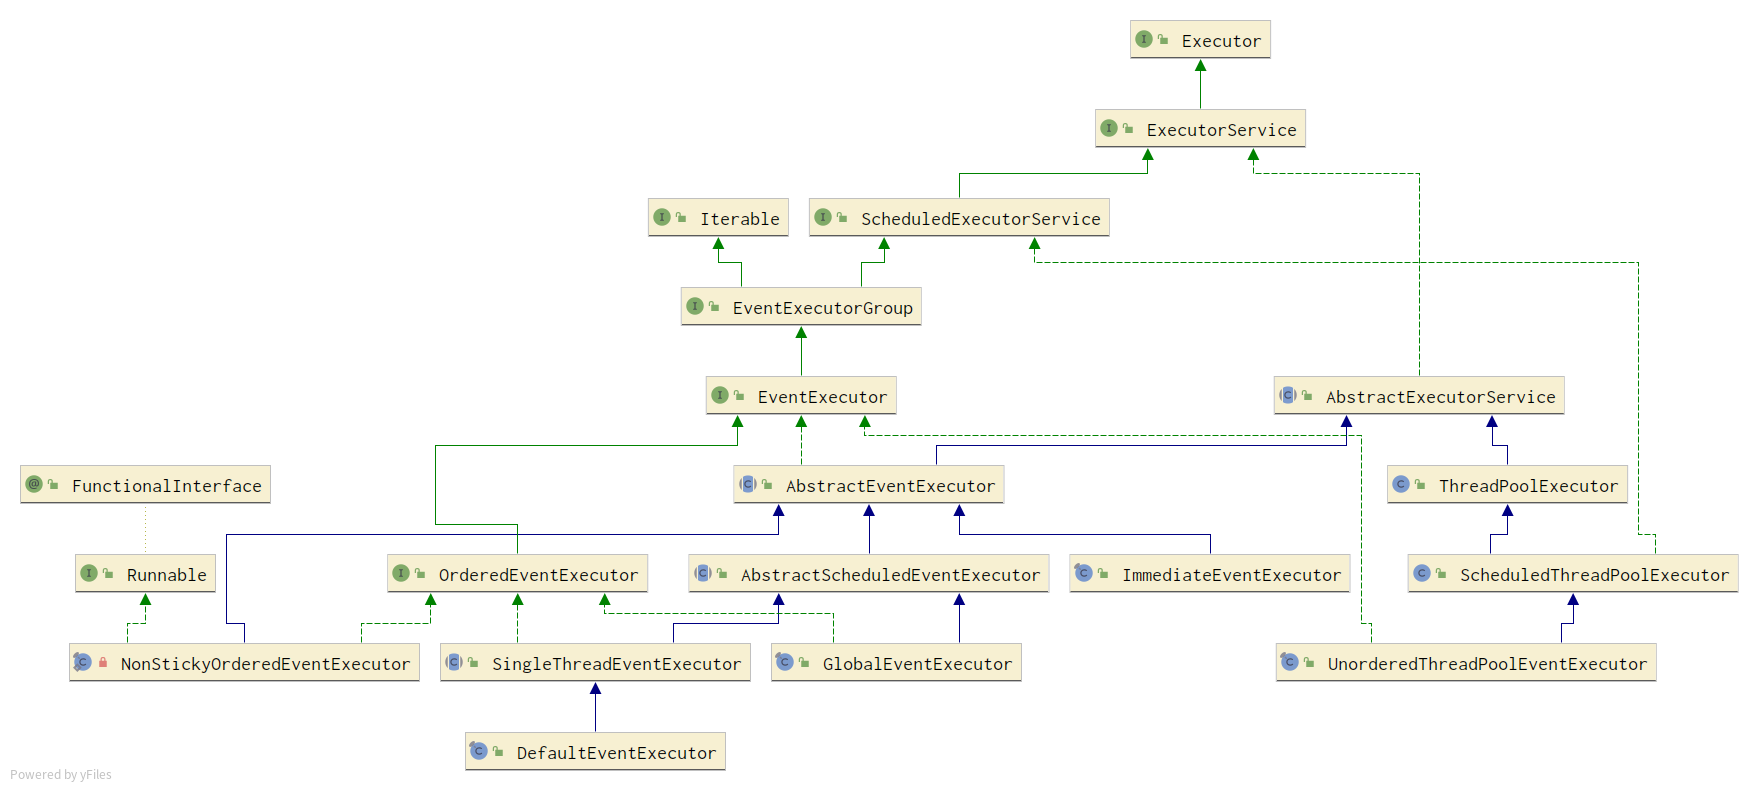 Executor
ExecutorService
Iterable
ScheduledExecutorService
EventExecutorGroup
EventExecutor
AbstractExecutorService
FunctionalInterface
AbstractEventExecutor
ThreadPoolExecutor
Runnable
OrderedEventExecutor
AbstractScheduledEventExecutor
ImmediateEventExecutor
ScheduledThreadPoolExecutor
NonStickyOrderedEventExecutor
SingleThreadEventExecutor
GlobalEventExecutor
UnorderedThreadPoolEventExecutor
DefaultEventExecutor
Powered by yFiles